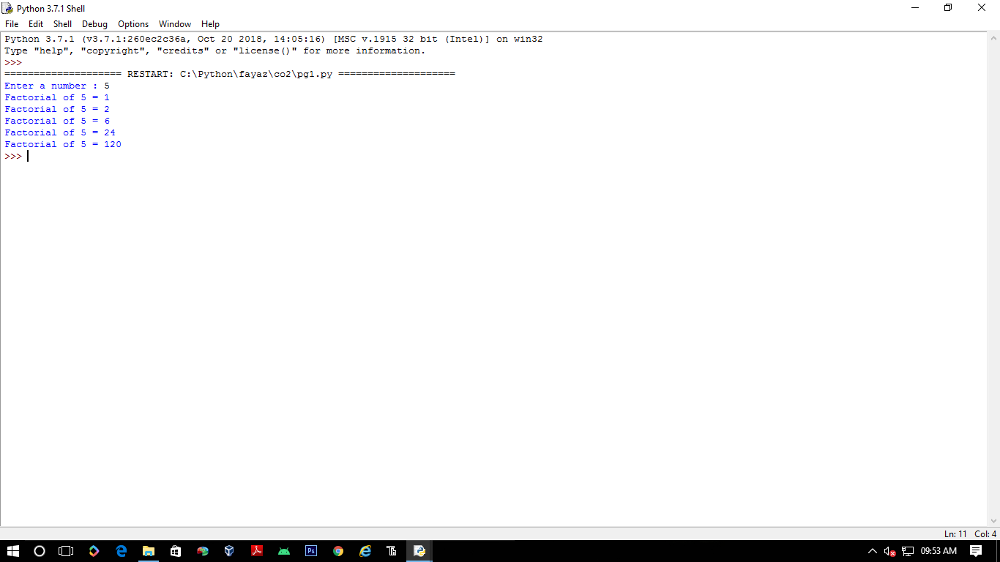 Python 3.7.1 Shell
File Edit Shell Debug Options Window Help
Python 3.7.1 (v3.7.1:260ec2c36a, Oct 20 2018, 14:05:16) [MSC v.1915 32 bit (Intel)] on win32
Type "help", "copyright", "credits" or "license()" for more information.
>>>
==================== RESTART: C:\Python\fayaz\co2\pg1.py ====================
Enter a number : 5
Factorial of 5 = 1
Factorial of 5 = 2
Factorial of 5 = 6
Factorial of 5 = 24
Factorial of 5 = 120
>>>
Ln: 11 Col: 4
Ps
09:53 AM